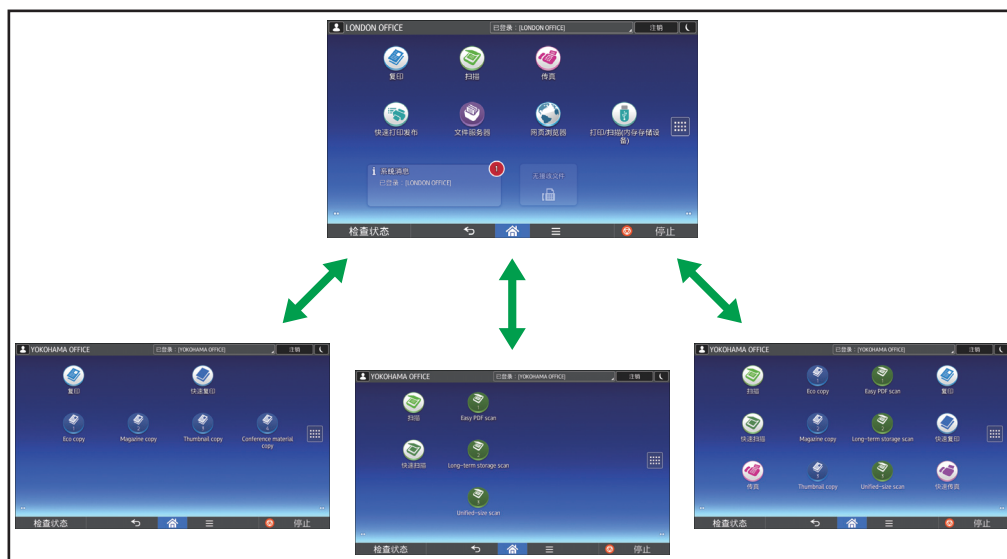 LONDON OFFICE
已登录：[LONDON OFFICE]
注销
复印
扫描
传真
快速打印发布
文件服务器
网页浏览器
打印/扫描(内存存储设
备)
系统消息
1
已登录：[LONDON OFFICE]
检查状态
停止
YOKOHAMA OFFICE
已登录：[YOKOHAMA OFFICE]
注销
复印
快速复印
Eco copy
Magazine copy
Thumbnail copy
Conference material
copy
检查状态
停止
YOKOHAMA OFFICE
已登录：[YOKOHAMA OFFICE]
注销
扫描
Easy PDF scan
快速扫描
Long-term storage scan
Unified-size scan
检查状态
停止
YOKOHAMA OFFICE
已登录：[YOKOHAMA OFFICE]
注销
扫描
Eco copy
Easy PDF scan
复印
快速扫描
Magazine copy
Long-term storage scan
快速复印
传真
Thumbnail copy
Unified-size scan
快速传真
检查状态
停止